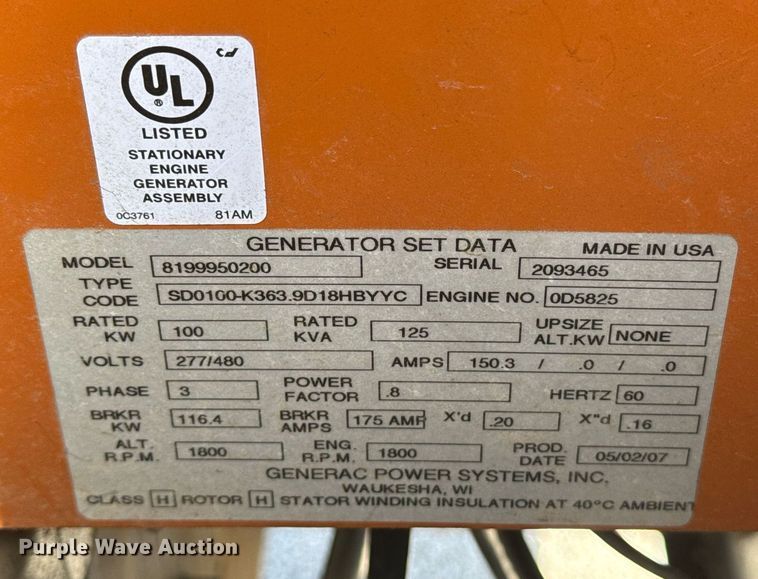 UL
®
LISTED
STATIONARY
ENGINE
GENERATOR
ASSEMBLY
0C3761 81AM
GENERATOR SET DATA MADE IN USA
MODEL 8199950200 SERIAL 2093465
TYPE CODE SD0100-K363.9D18HBYYC ENGINE NO. 0D5825
RATED KW 100 RATED KVA 125 UPSIZE ALT.KW NONE
VOLTS 277/480 AMPS 150.3 / .0 / .0
PHASE 3 POWER FACTOR .8 HERTZ 60
BRKR KW 116.4 BRKR AMPS 175 AMP X'd .20 X"d .16
ALT. R.P.M. 1800 ENG. R.P.M. 1800 PROD. DATE 05/02/07
GENERAC POWER SYSTEMS, INC.
WAUKESHA, WI
CLASS H ROTOR H STATOR WINDING INSULATION AT 40°C AMBIENT
Purple Wave Auction